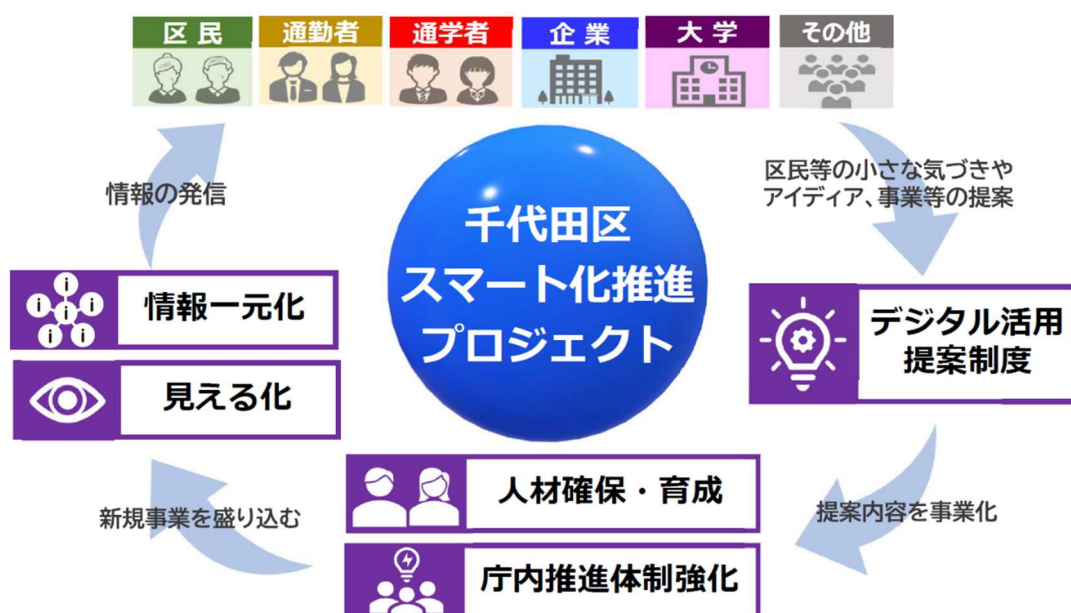 区民
通勤者
通学者
企業
大学
その他
情報の発信
区民等の小さな気づきや
アイディア、事業等の提案
千代田区
スマート化推進
プロジェクト
i
i
i
i
i
i
情報一元化
見える化
デジタル活用
提案制度
人材確保・育成
庁内推進体制強化
新規事業を盛り込む
提案内容を事業化